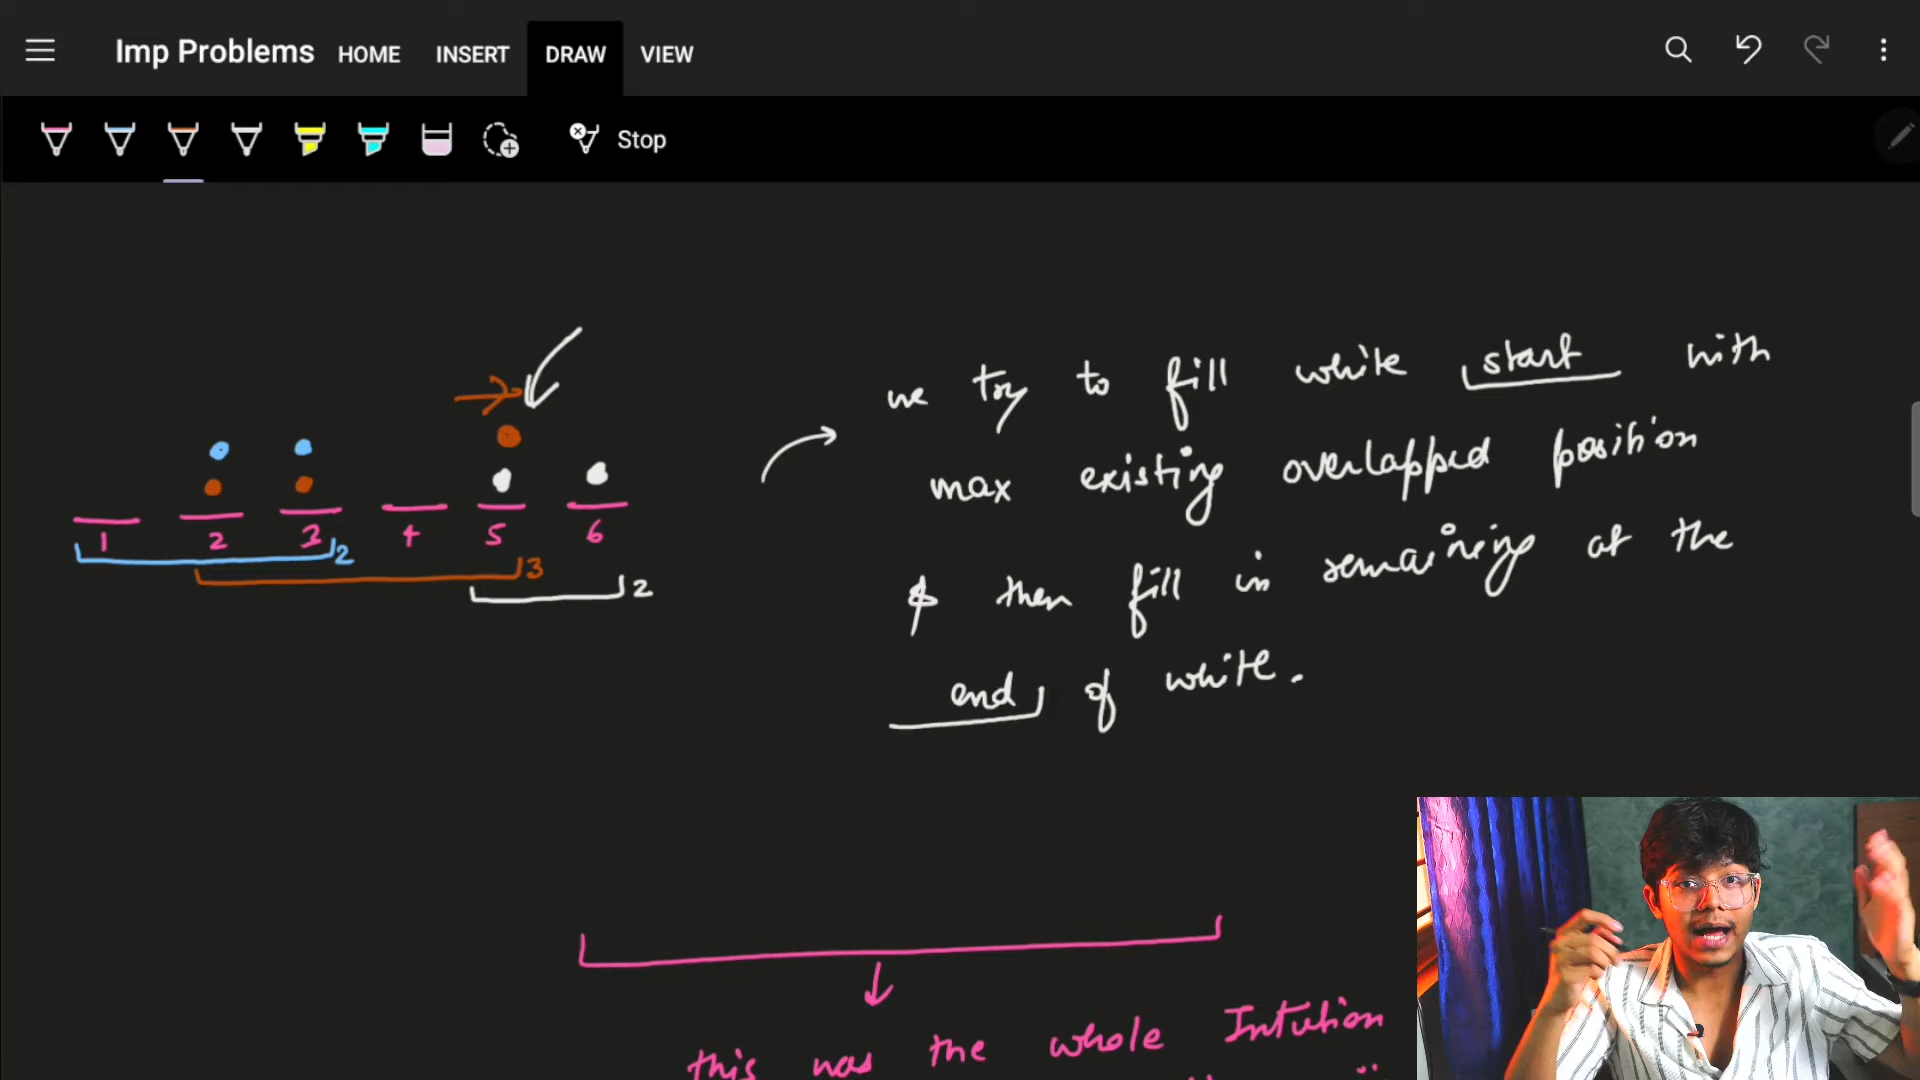 Imp Problems HOME INSERT DRAW VIEW
Stop
we try to fill white start with
max existing overlapped position
& then fill in remaining at the
end of white.
1 2 3 4 5 6
2
3
2
this was the whole Intution